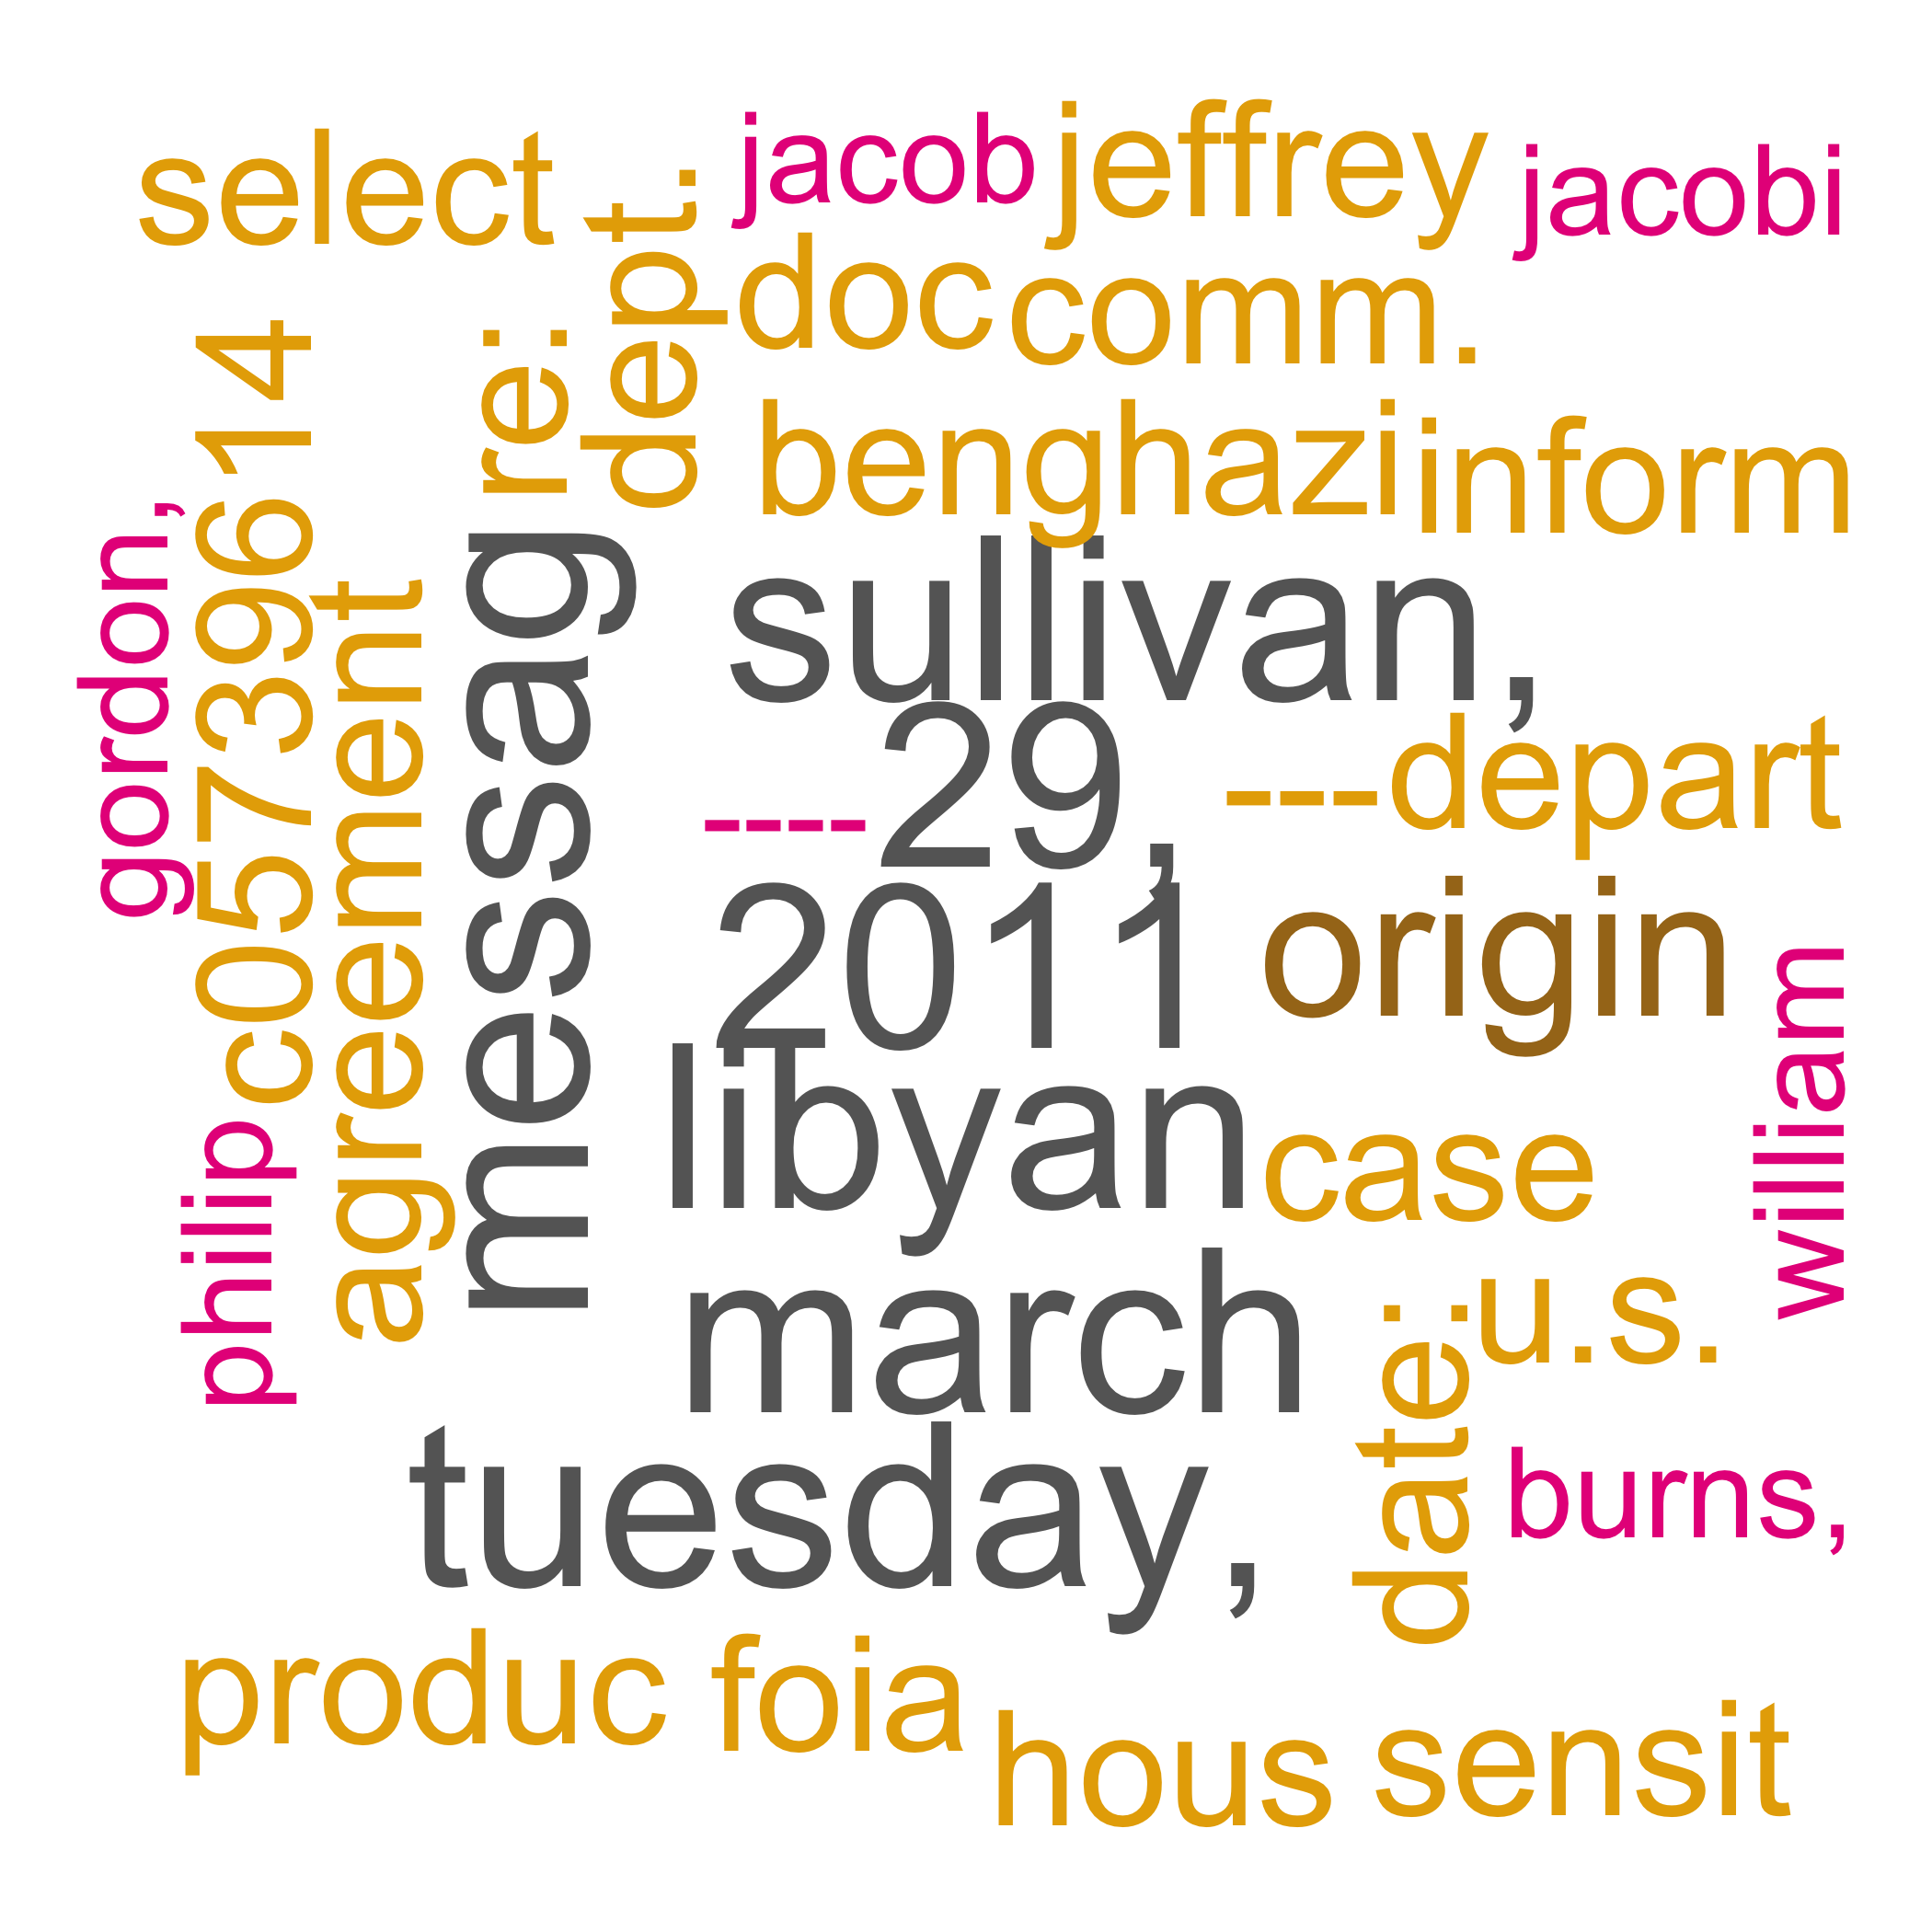 select
dept.
jacob
jeffrey
jacobi
doc
comm.
re:
c05739614
benghazi
inform
gordon,
agreement
messag
sullivan,
----
29,
---
depart
2011
origin
william
phillip
libyan
case
march
u.s.
date:
tuesday,
burns,
produc
foia
hous
sensit